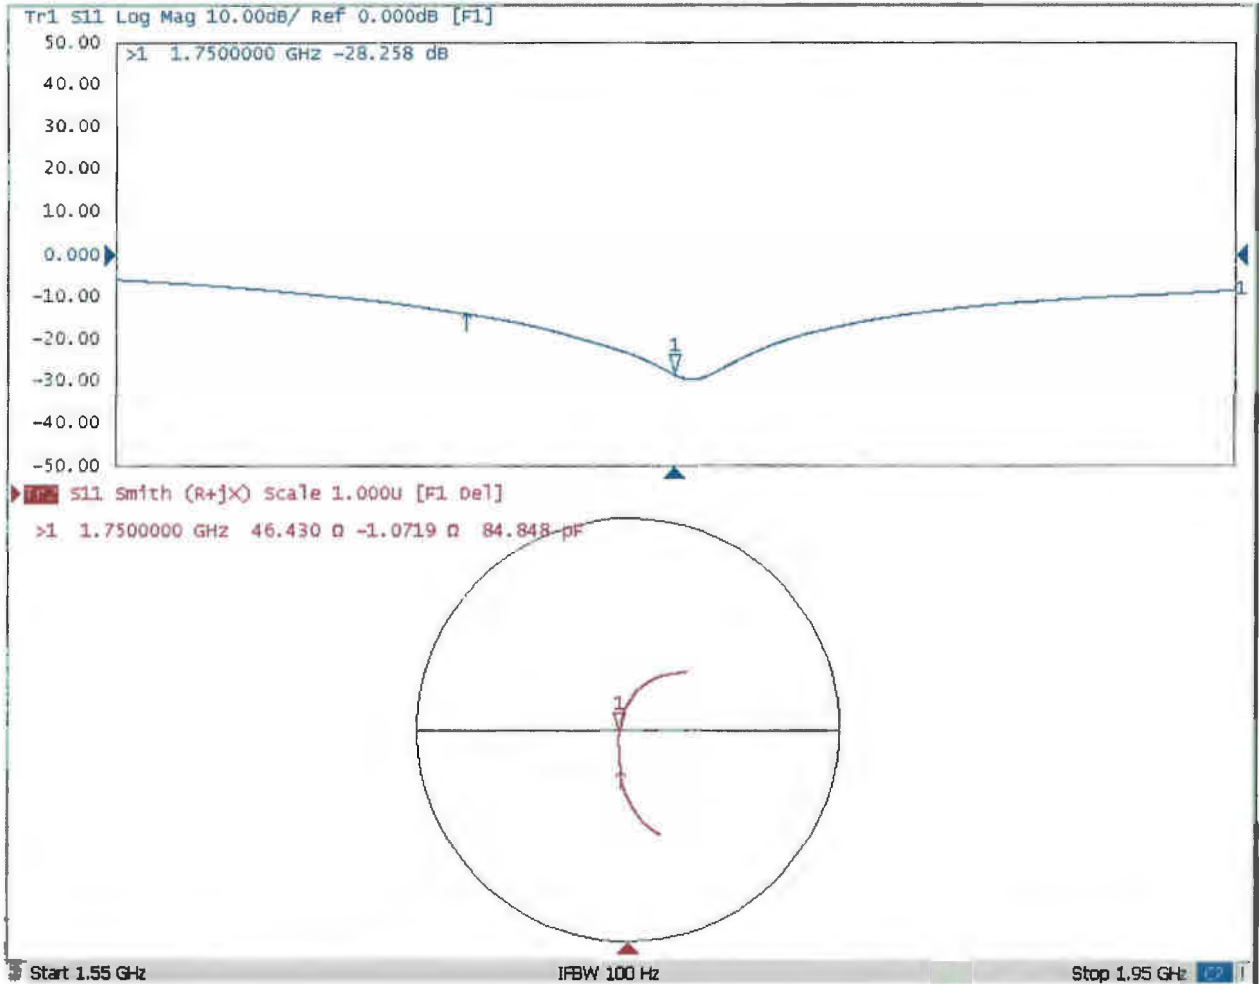 Tr1 S11 Log Mag 10.00dB/ Ref 0.000dB [F1]
50.00
>1 1.7500000 GHz -28.258 dB
40.00
30.00
20.00
10.00
0.000
-10.00
1
-20.00
1
-30.00
-40.00
-50.00
S11 Smith (R+jX) Scale 1.000U [F1 Del]
>1 1.7500000 GHz 46.430 Ω -1.0719 Ω 84.848 pF
1
Start 1.55 GHz IFBW 100 Hz Stop 1.95 GHz C2